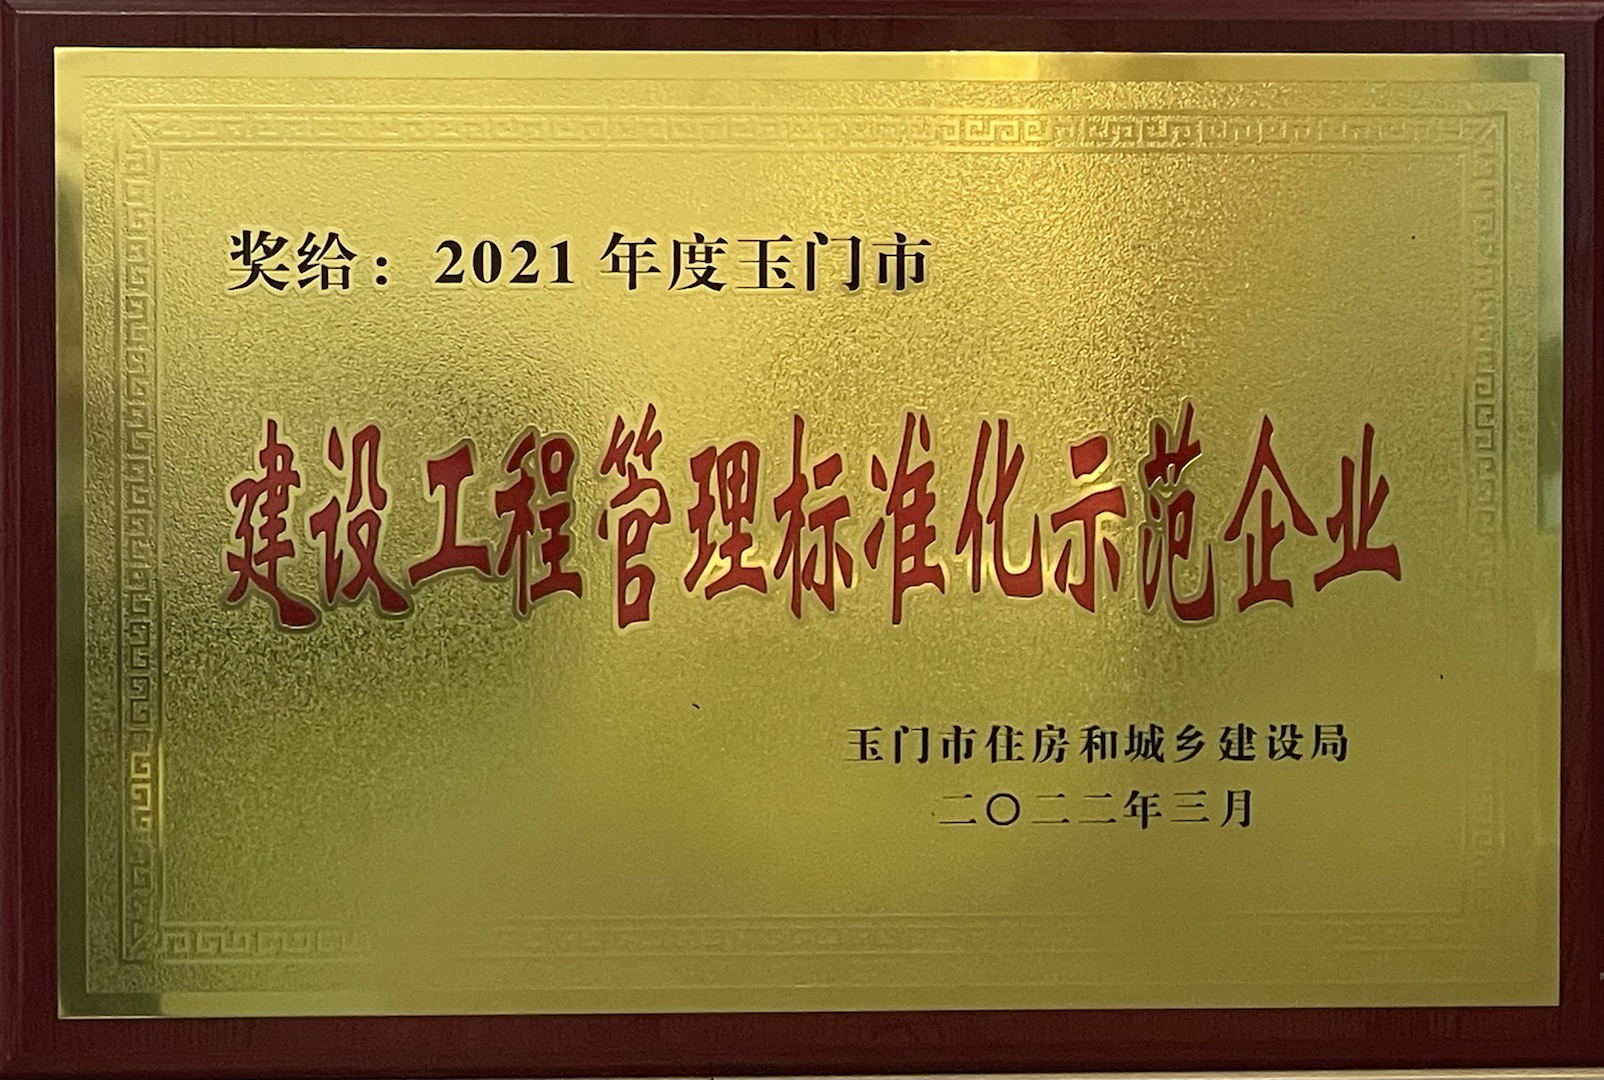 奖给：2021 年度玉门市
建设工程管理标准化示范企业
玉门市住房和城乡建设局
二〇二二年三月